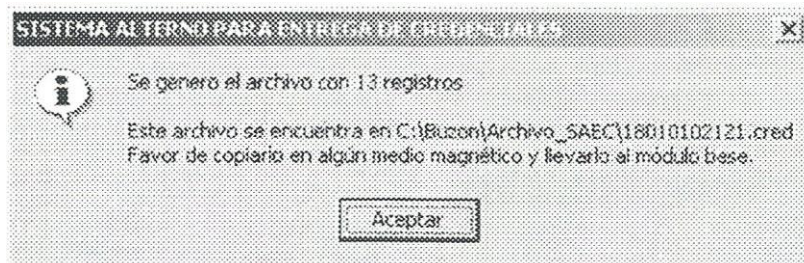 SISTEMA ALTERNO PARA ENTREGA DE CREDENCIALES
Se genero el archivo con 13 registros
Este archivo se encuentra en C:\Buzon\Archivo_SAEC\18010102121.cred
Favor de copiarlo en algún medio magnético y llevarlo al módulo base.
Aceptar